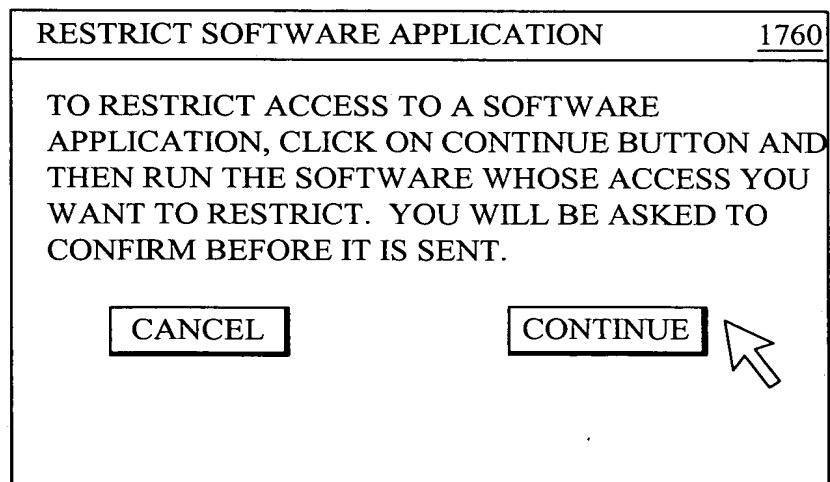 RESTRICT SOFTWARE APPLICATION 1760
TO RESTRICT ACCESS TO A SOFTWARE
APPLICATION, CLICK ON CONTINUE BUTTON AND
THEN RUN THE SOFTWARE WHOSE ACCESS YOU
WANT TO RESTRICT. YOU WILL BE ASKED TO
CONFIRM BEFORE IT IS SENT.
CANCEL CONTINUE